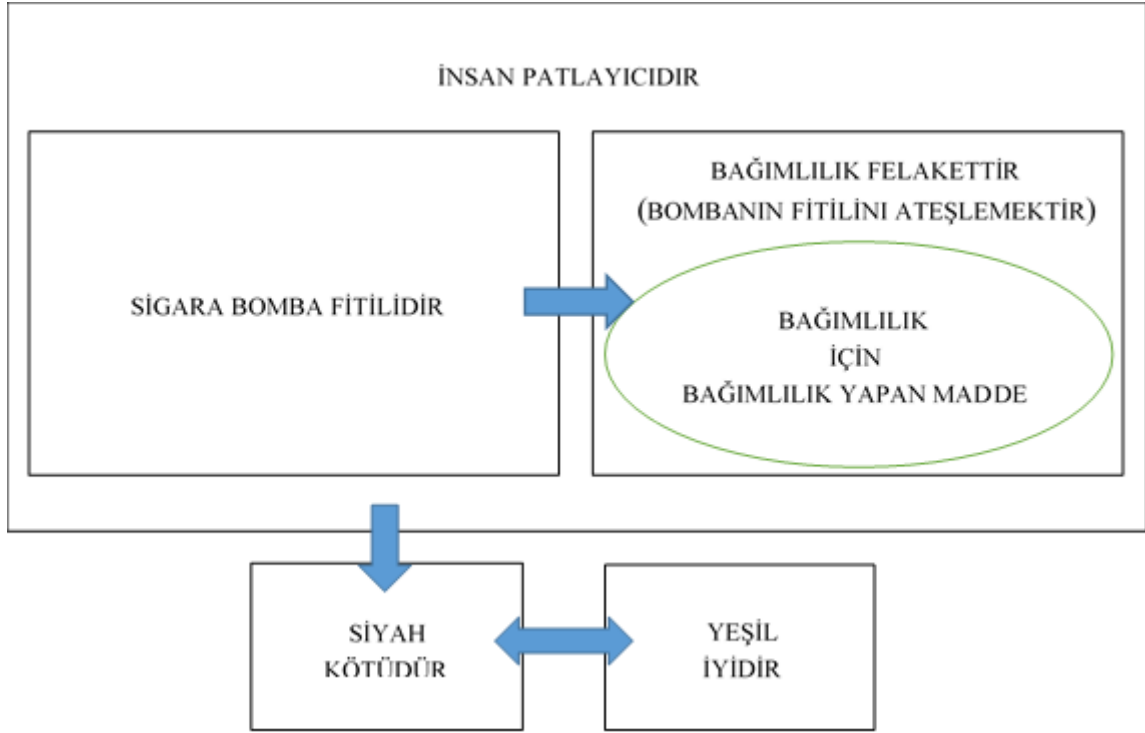 İNSAN PATLAYICIDIR
SİGARA BOMBA FİTİLİDİR
BAĞIMLILIK FELAKETTİR
(BOMBANIN FİTİLİNİ ATEŞLEMEKTİR)
BAĞIMLILIK
İÇİN
BAĞIMLILIK YAPAN MADDE
SİYAH
KÖTÜDÜR
YEŞİL
İYİDİR